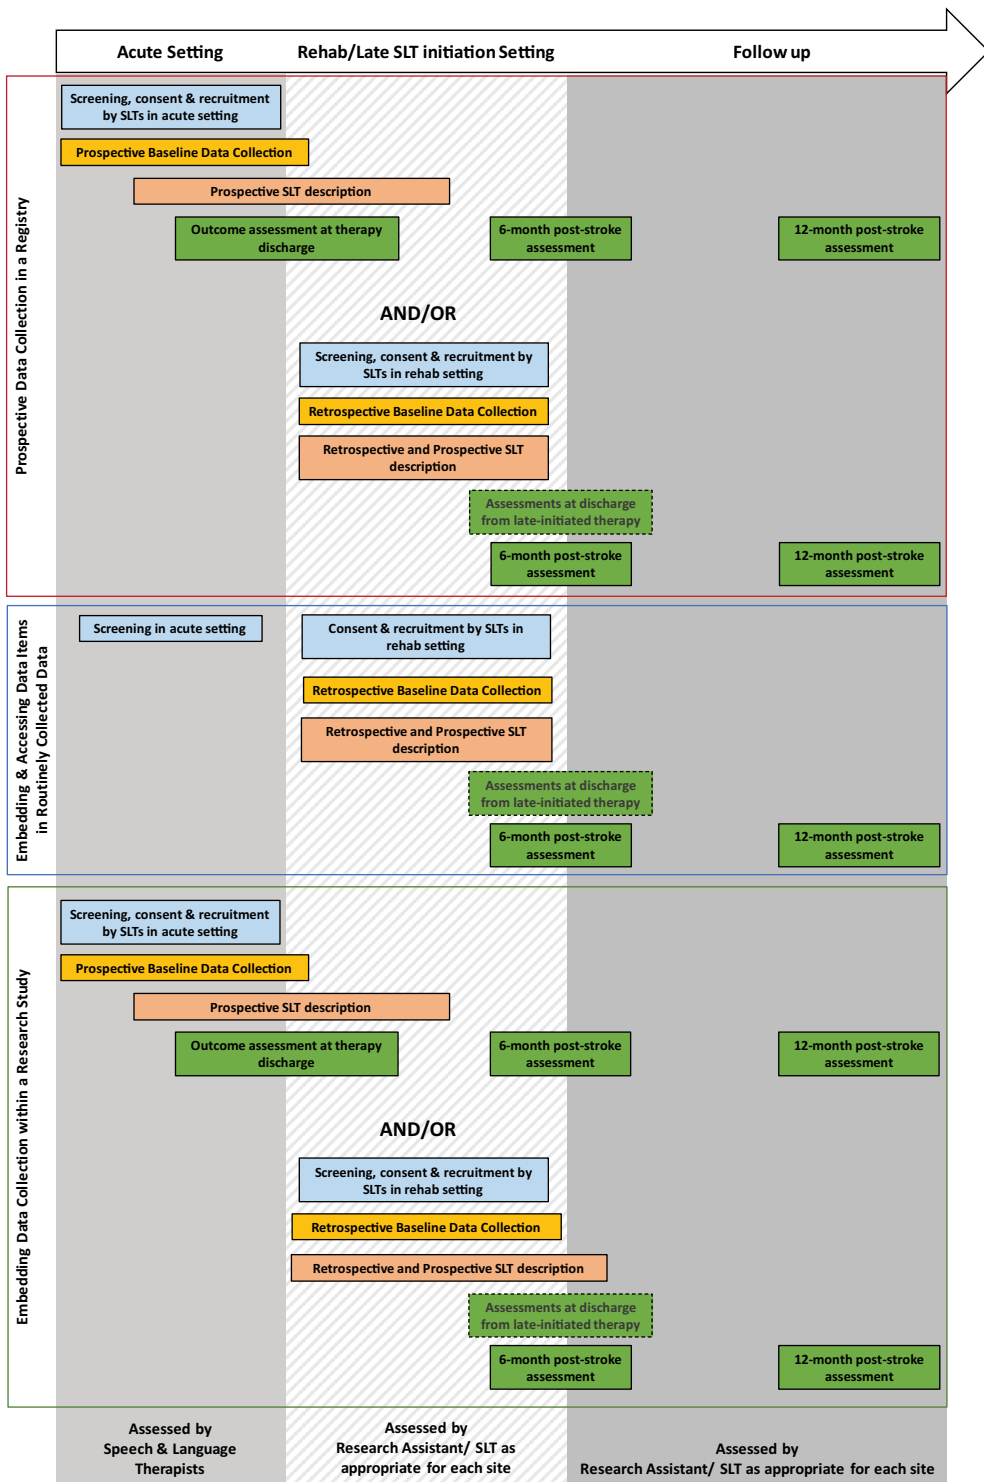 Acute Setting
Rehab/Late SLT initiation Setting
Follow up
Prospective Data Collection in a Registry
Screening, consent & recruitment
by SLTs in acute setting
Prospective Baseline Data Collection
Prospective SLT description
Outcome assessment at therapy
discharge
6-month post-stroke
assessment
12-month post-stroke
assessment
AND/OR
Screening, consent & recruitment by
SLTs in rehab setting
Retrospective Baseline Data Collection
Retrospective and Prospective SLT
description
Assessments at discharge
from late-initiated therapy
6-month post-stroke
assessment
12-month post-stroke
assessment
Embedding & Accessing Data Items
in Routinely Collected Data
Screening in acute setting
Consent & recruitment by SLTs in
rehab setting
Retrospective Baseline Data Collection
Retrospective and Prospective SLT
description
Assessments at discharge
from late-initiated therapy
6-month post-stroke
assessment
12-month post-stroke
assessment
Embedding Data Collection within a Research Study
Screening, consent & recruitment
by SLTs in acute setting
Prospective Baseline Data Collection
Prospective SLT description
Outcome assessment at therapy
discharge
6-month post-stroke
assessment
12-month post-stroke
assessment
AND/OR
Screening, consent & recruitment by
SLTs in rehab setting
Retrospective Baseline Data Collection
Retrospective and Prospective SLT description
Assessments at discharge
from late-initiated therapy
6-month post-stroke
assessment
12-month post-stroke
assessment
Assessed by
Speech & Language
Therapists
Assessed by
Research Assistant/ SLT as
appropriate for each site
Assessed by
Research Assistant/ SLT as appropriate for each site